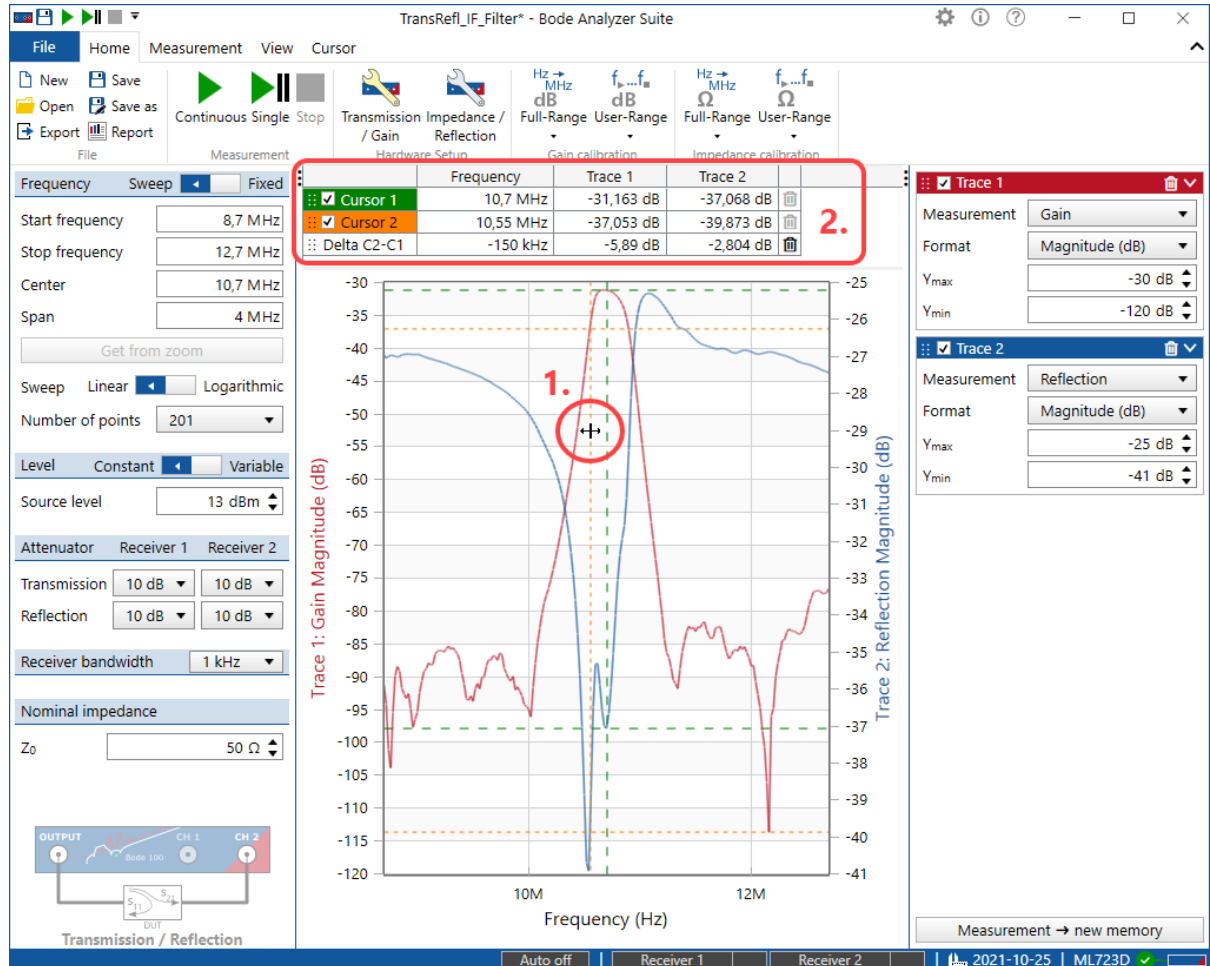 TransRefl_IF_Filter* - Bode Analyzer Suite
File Home Measurement View Cursor
New Save
Open Save as
Export Report
File
Continuous Single Stop
Measurement
Transmission / Gain
Impedance / Reflection
Hardware Setup
Hz → MHz
dB
Full-Range
f...f
dB
User-Range
Gain calibration
Hz → MHz
Ω
Full-Range
f...f
Ω
User-Range
Impedance calibration
Frequency Sweep Fixed
Start frequency 8,7 MHz
Stop frequency 12,7 MHz
Center 10,7 MHz
Span 4 MHz
Get from zoom
Sweep Linear Logarithmic
Number of points 201
Level Constant Variable
Source level 13 dBm
Attenuator Receiver 1 Receiver 2
Transmission 10 dB 10 dB
Reflection 10 dB 10 dB
Receiver bandwidth 1 kHz
Nominal impedance
Z0 50 Ω
OUTPUT CH 1 CH 2
Bode 100
S11 S21
DUT
Transmission / Reflection
Frequency Trace 1 Trace 2
Cursor 1 10,7 MHz -31,163 dB -37,068 dB
Cursor 2 10,55 MHz -37,053 dB -39,873 dB
Delta C2-C1 -150 kHz -5,89 dB -2,804 dB
2.
1.
Trace 1: Gain Magnitude (dB)
-30
-35
-40
-45
-50
-55
-60
-65
-70
-75
-80
-85
-90
-95
-100
-105
-110
-115
-120
-25
-26
-27
-28
-29
-30
-31
-32
-33
-34
-35
-36
-37
-38
-39
-40
-41
Trace 2: Reflection Magnitude (dB)
10M 12M
Frequency (Hz)
Trace 1
Measurement Gain
Format Magnitude (dB)
Ymax -30 dB
Ymin -120 dB
Trace 2
Measurement Reflection
Format Magnitude (dB)
Ymax -25 dB
Ymin -41 dB
Measurement → new memory
Auto off Receiver 1 Receiver 2 2021-10-25 ML723D